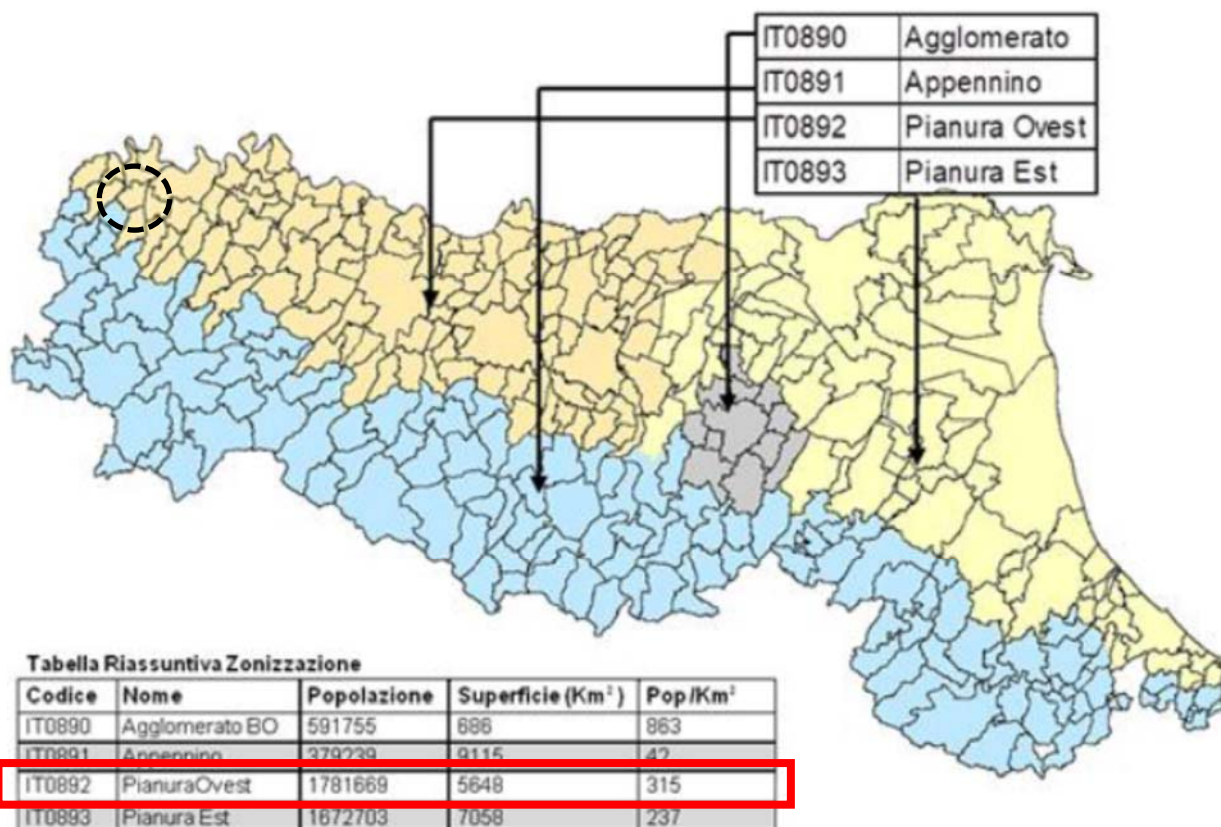 IT0890 Agglomerato
IT0891 Appennino
IT0892 Pianura Ovest
IT0893 Pianura Est
Tabella Riassuntiva Zonizzazione
Codice Nome Popolazione Superficie (Km²) Pop/Km²
IT0890 Agglomerato BO 591755 686 863
IT0891 Appennino 379239 9115 42
IT0892 PianuraOvest 1781669 5648 315
IT0893 Pianura Est 1672703 7058 237